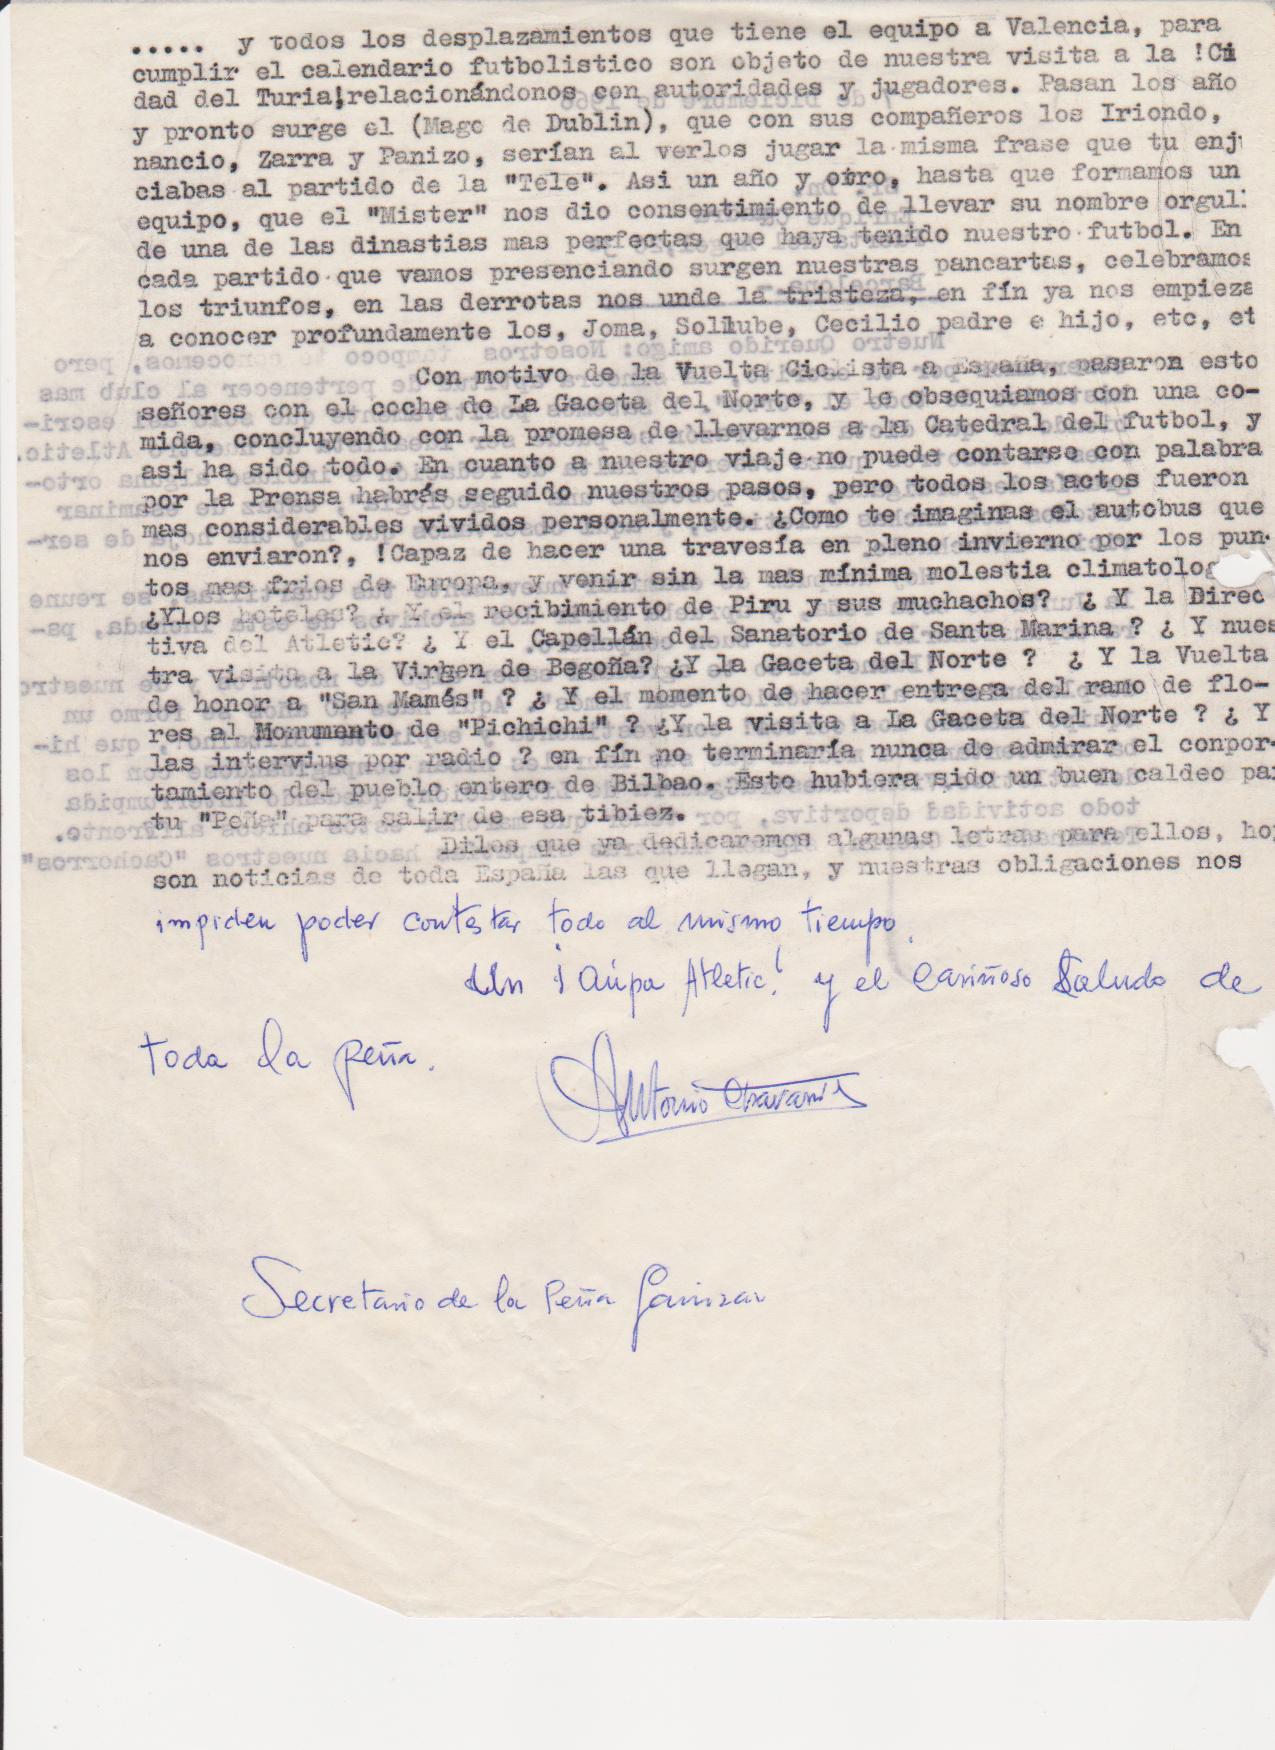 ..... y todos los desplazamientos que tiene el equipo a Valencia, para
cumplir el calendario futbolistico son objeto de nuestra visita a la !Ci
dad del Turia!relacionándonos con autoridades y jugadores. Pasan los año
y pronto surge el (Mago de Dublin), que con sus compañeros los Iriondo,
nancio, Zarra y Panizo, serían al verlos jugar la misma frase que tu enj
ciabas al partido de la "Tele". Asi un año y otro, hasta que formamos un
equipo, que el "Mister" nos dio consentimiento de llevar su nombre orgul
de una de las dinastias mas perfectas que haya tenido nuestro futbol. En
cada partido que vamos presenciando surgen nuestras pancartas, celebramos
los triunfos, en las derrotas nos unde la tristeza, en fín ya nos empieza
a conocer profundamente los, Joma, Sollube, Cecilio padre e hijo, etc, et
Con motivo de la Vuelta Ciclista a España, pasaron esto
señores con el coche de La Gaceta del Norte, y le obsequiamos con una co-
mida, concluyendo con la promesa de llevarnos a la Catedral del futbol, y
asi ha sido todo. En cuanto a nuestro viaje no puede contarse con palabra
por la Prensa habrás seguido nuestros pasos, pero todos los actos fueron
mas considerables vividos personalmente. ¿Como te imaginas el autobus que
nos enviaron?, !Capaz de hacer una travesía en pleno invierno por los pun-
tos mas frios de Europa, y venir sin la mas mínima molestia climatolog
¿Ylos hoteles? ¿ Y el recibimiento de Piru y sus muchachos? ¿ Y la Direc
tiva del Atletic? ¿ Y el Capellán del Sanatorio de Santa Marina ? ¿ Y nues
tra visita a la Virgen de Begoña? ¿Y la Gaceta del Norte ? ¿ Y la Vuelta
de honor a "San Mamés" ? ¿ Y el momento de hacer entrega del ramo de flo-
res al Monumento de "Pichichi" ? ¿Y la visita a La Gaceta del Norte ? ¿ Y
las intervius por radio ? en fín no terminaría nunca de admirar el conpor-
tamiento del pueblo entero de Bilbao. Esto hubiera sido un buen caldeo pa
tu "Peña" para salir de esa tibiez.
Diles que ya dedicaremos algunas letras para ellos, hoy
son noticias de toda España las que llegan, y nuestras obligaciones nos
impiden poder contestar todo al mismo tiempo.
Un ¡Aúpa Atletic! y el cariñoso Saludo de
toda la peña.
Antonio
Secretario de la Peña Gainza